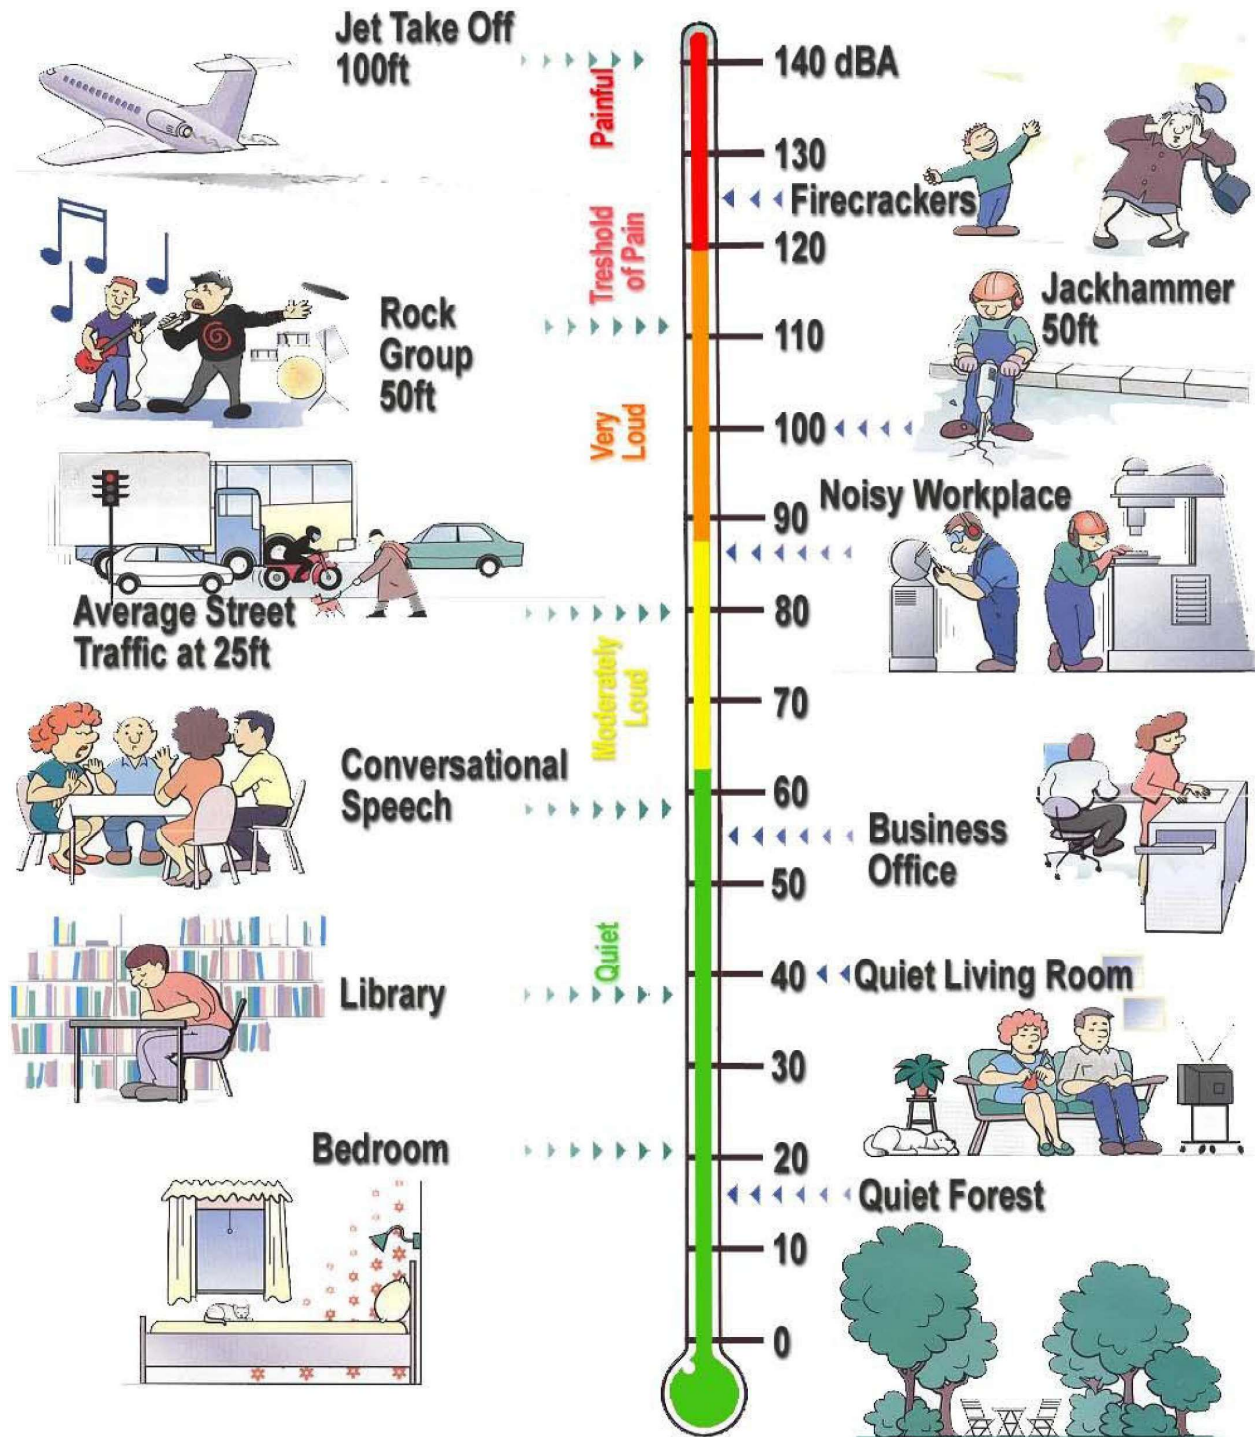 Jet Take Off
100ft
140 dBA
Painful
130
Firecrackers
120
Treshold
of Pain
Jackhammer
50ft
Rock
Group
50ft
110
Very
Loud
100
Noisy Workplace
90
Average Street
Traffic at 25ft
80
70
Moderately
Loud
Conversational
Speech
60
Business
Office
50
Quiet
40
Quiet Living Room
Library
30
Bedroom
20
Quiet Forest
10
0